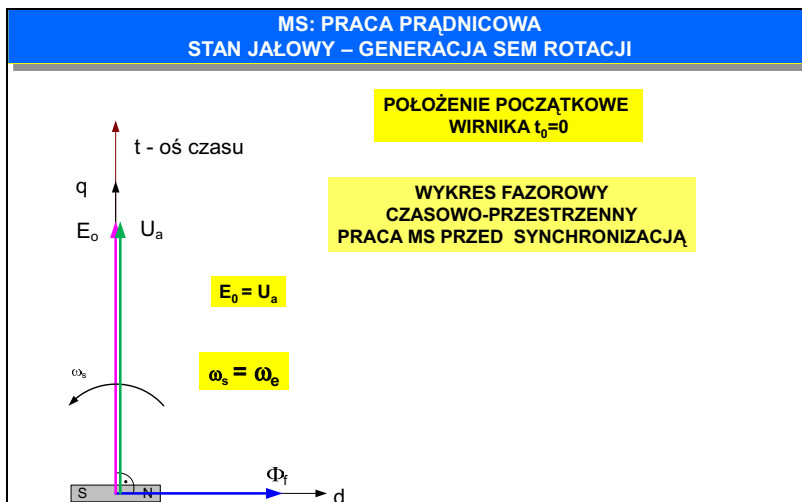 MS: PRACA PRĄDNICOWA
STAN JAŁOWY – GENERACJA SEM ROTACJI
POŁOŻENIE POCZĄTKOWE
WIRNIKA t₀=0
t - oś czasu
q
WYKRES FAZOROWY
CZASOWO-PRZESTRZENNY
PRACA MS PRZED SYNCHRONIZACJĄ
Eₒ Uₐ
E₀ = Uₐ
ωₛ
ωₛ = ωₑ
Φf
S N d